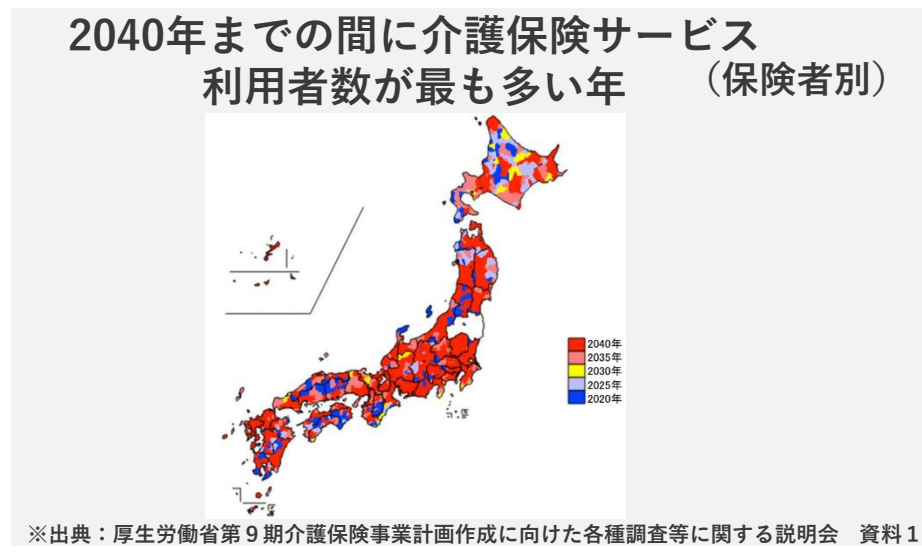 2040年までの間に介護保険サービス
利用者数が最も多い年 （保険者別）
2040年
2035年
2030年
2025年
2020年
※出典：厚生労働省第９期介護保険事業計画作成に向けた各種調査等に関する説明会　資料１